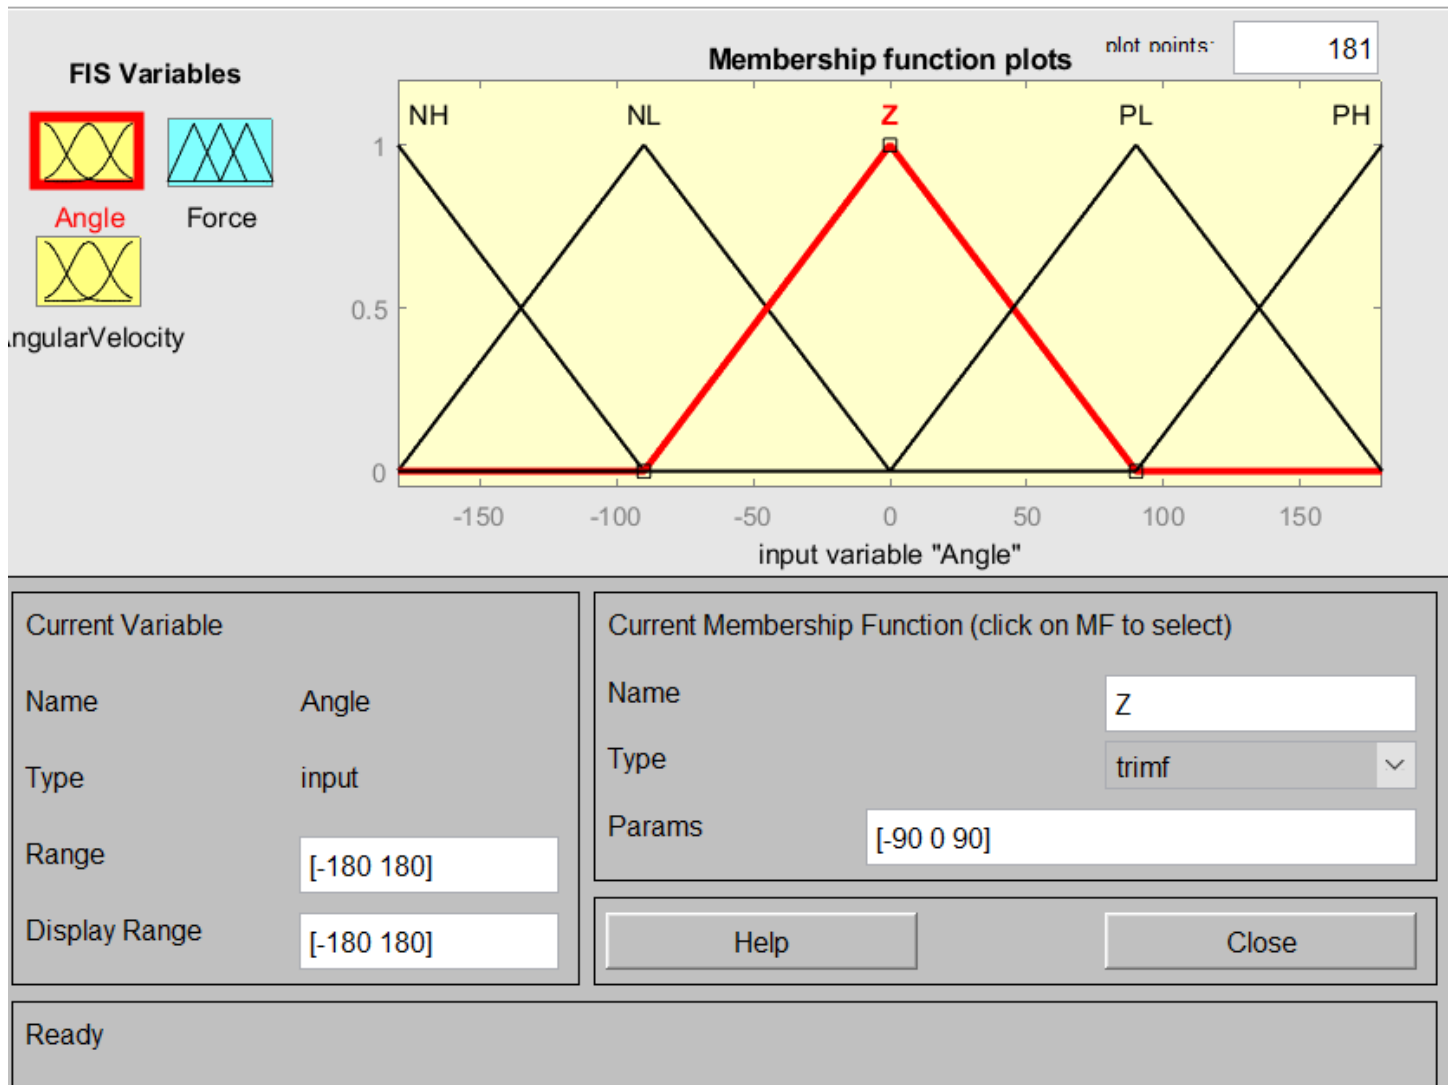 FIS Variables
Angle
Force
ngularVelocity
Membership function plots
plot points:
181
NH
NL
Z
PL
PH
1
0.5
0
-150
-100
-50
0
50
100
150
input variable "Angle"
Current Variable
Name
Angle
Type
input
Range
[-180 180]
Display Range
[-180 180]
Current Membership Function (click on MF to select)
Name
Z
Type
trimf
Params
[-90 0 90]
Help
Close
Ready